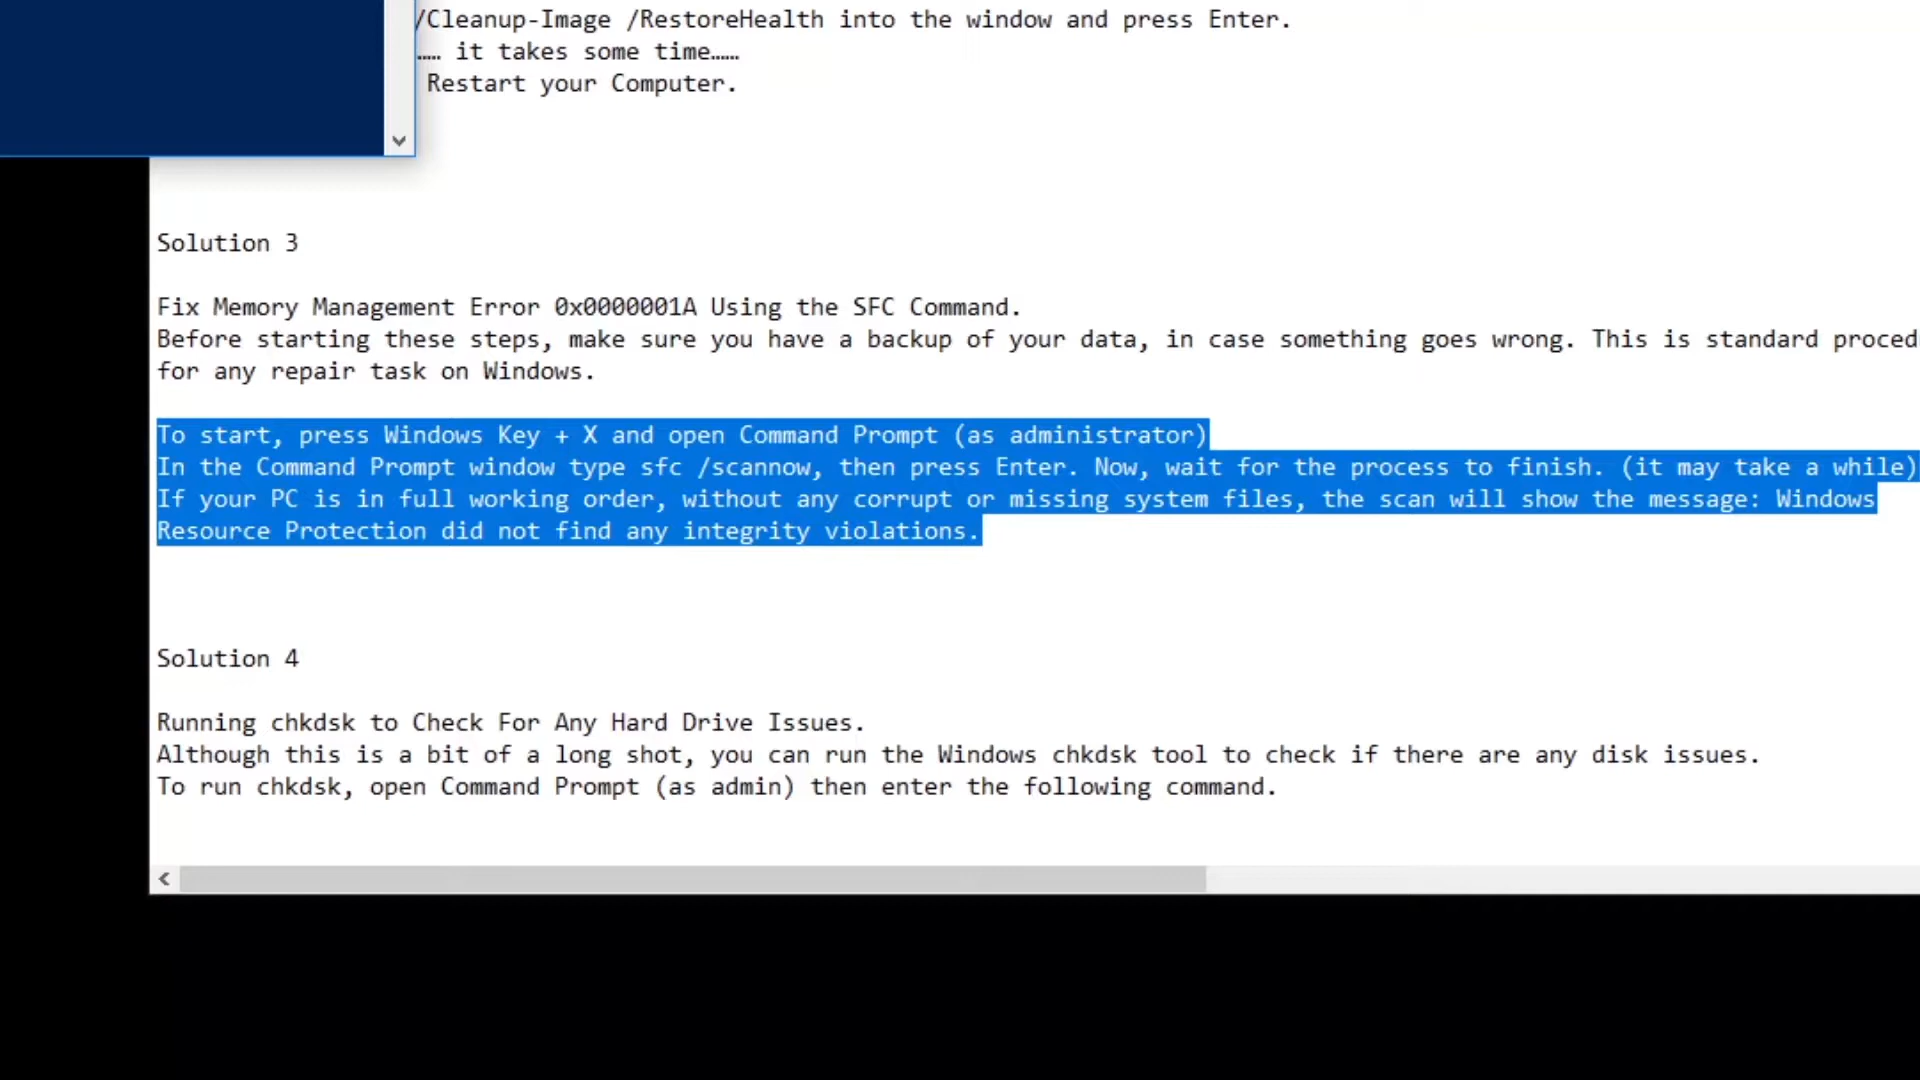 /Cleanup-Image /RestoreHealth into the window and press Enter.
…… it takes some time……
Restart your Computer.
Solution 3
Fix Memory Management Error 0x0000001A Using the SFC Command.
Before starting these steps, make sure you have a backup of your data, in case something goes wrong. This is standard proced
for any repair task on Windows.
To start, press Windows Key + X and open Command Prompt (as administrator)
In the Command Prompt window type sfc /scannow, then press Enter. Now, wait for the process to finish. (it may take a while)
If your PC is in full working order, without any corrupt or missing system files, the scan will show the message: Windows
Resource Protection did not find any integrity violations.
Solution 4
Running chkdsk to Check For Any Hard Drive Issues.
Although this is a bit of a long shot, you can run the Windows chkdsk tool to check if there are any disk issues.
To run chkdsk, open Command Prompt (as admin) then enter the following command.